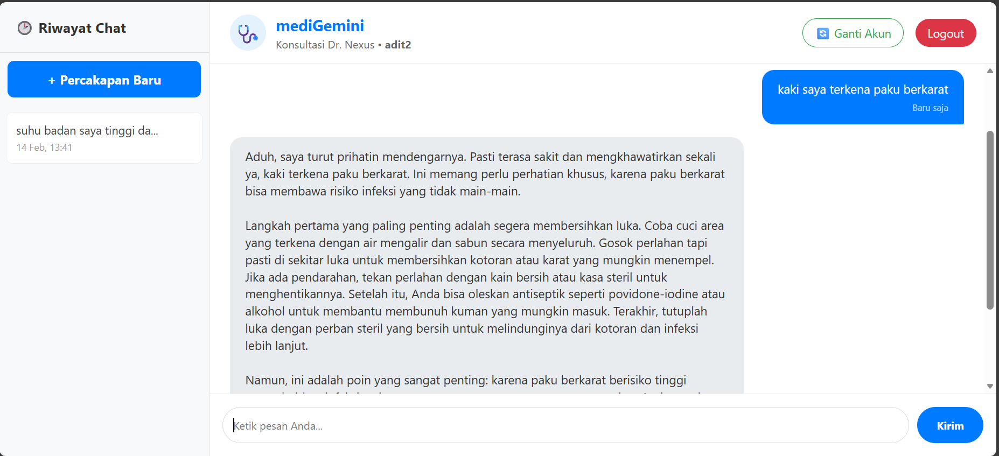 Riwayat Chat
+ Percakapan Baru
suhu badan saya tinggi da...
14 Feb, 13:41
mediGemini
Konsultasi Dr. Nexus • adit2
Ganti Akun
Logout
kaki saya terkena paku berkarat
Baru saja
Aduh, saya turut prihatin mendengarnya. Pasti terasa sakit dan mengkhawatirkan sekali
ya, kaki terkena paku berkarat. Ini memang perlu perhatian khusus, karena paku berkarat
bisa membawa risiko infeksi yang tidak main-main.
Langkah pertama yang paling penting adalah segera membersihkan luka. Coba cuci area
yang terkena dengan air mengalir dan sabun secara menyeluruh. Gosok perlahan tapi
pasti di sekitar luka untuk membersihkan kotoran atau karat yang mungkin menempel.
Jika ada pendarahan, tekan perlahan dengan kain bersih atau kasa steril untuk
menghentikannya. Setelah itu, Anda bisa oleskan antiseptik seperti povidone-iodine atau
alkohol untuk membantu membunuh kuman yang mungkin masuk. Terakhir, tutuplah
luka dengan perban steril yang bersih untuk melindunginya dari kotoran dan infeksi
lebih lanjut.
Namun, ini adalah poin yang sangat penting: karena paku berkarat berisiko tinggi
Ketik pesan Anda...
Kirim